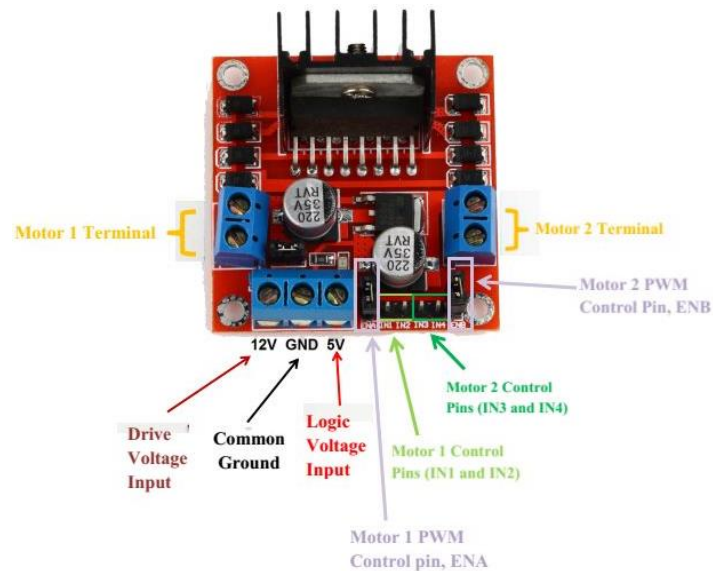 220
35V
RVT
220
35V
RVT
Motor 1 Terminal
Motor 2 Terminal
Motor 2 PWM
Control Pin, ENB
ENA
IN1 IN2
IN3 IN4
ENB
12V GND 5V
Motor 2 Control
Pins (IN3 and IN4)
Drive
Voltage
Input
Common
Ground
Logic
Voltage
Input
Motor 1 Control
Pins (IN1 and IN2)
Motor 1 PWM
Control pin, ENA